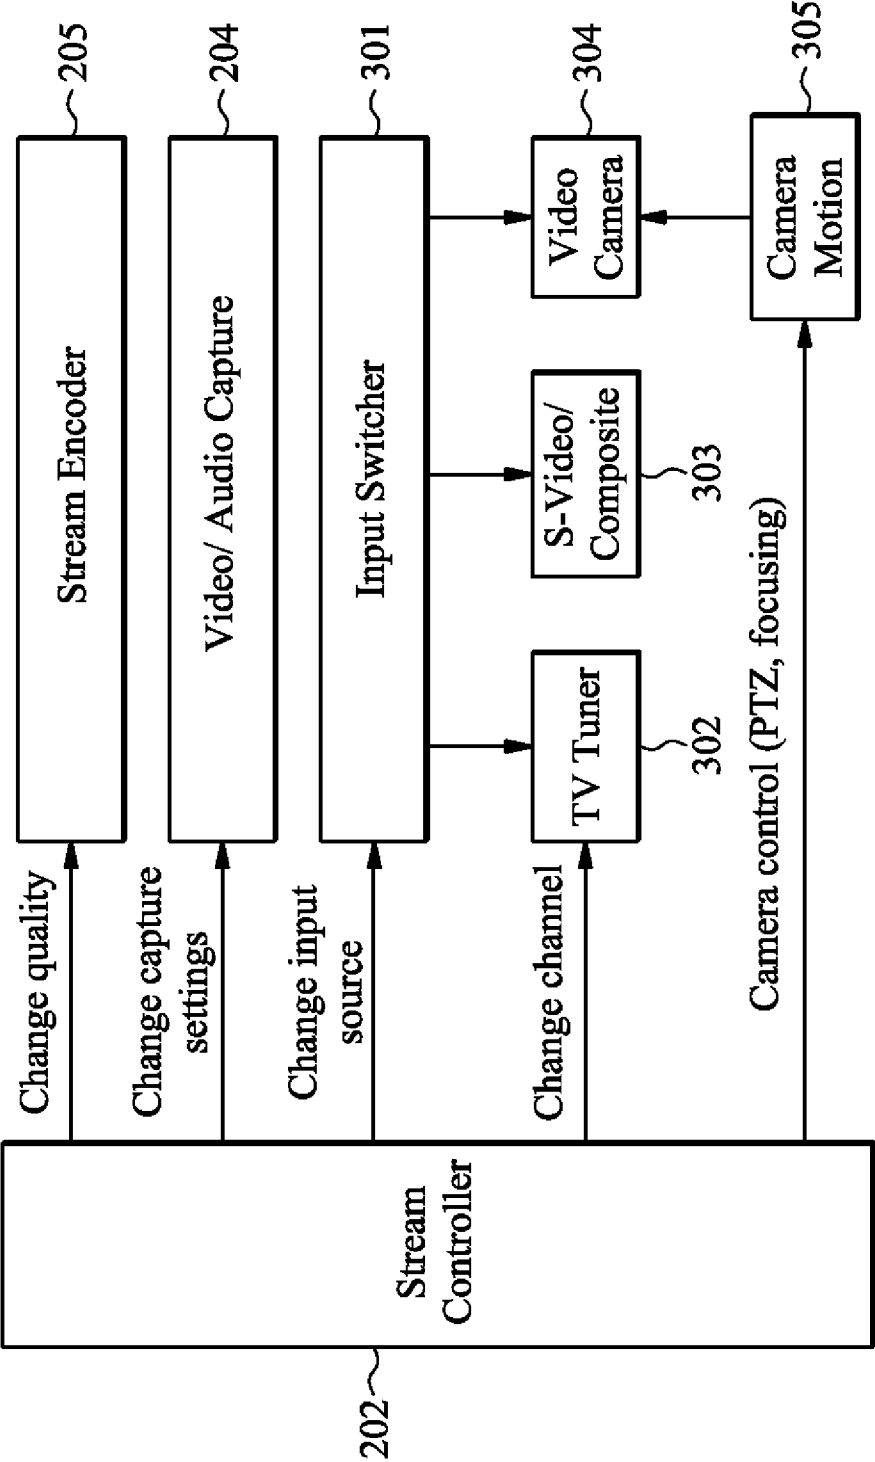 202
Stream
Controller
Change quality
Stream Encoder
205
Change capture
settings
Video/ Audio Capture
204
Change input
source
Input Switcher
301
Change channel
TV Tuner
302
S-Video/
Composite
303
Video
Camera
304
Camera control (PTZ, focusing)
Camera
Motion
305